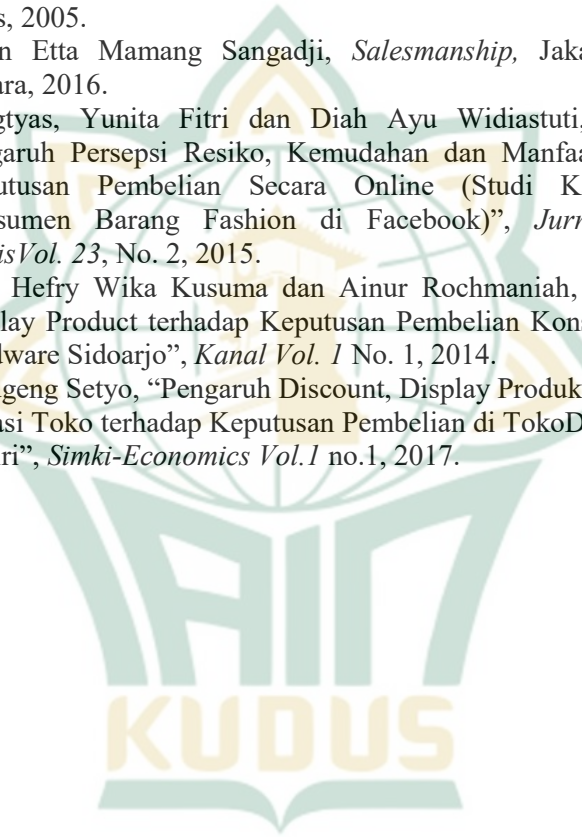 s, 2005.
n Etta Mamang Sangadji, Salesmanship, Jaka
ara, 2016.
gtyas, Yunita Fitri dan Diah Ayu Widiastuti,
garuh Persepsi Resiko, Kemudahan dan Manfaa
utusan Pembelian Secara Online (Studi K
sumen Barang Fashion di Facebook)”, Jurn
isVol. 23, No. 2, 2015.
Hefry Wika Kusuma dan Ainur Rochmaniah,
lay Product terhadap Keputusan Pembelian Kons
lware Sidoarjo”, Kanal Vol. 1 No. 1, 2014.
geng Setyo, “Pengaruh Discount, Display Produk
asi Toko terhadap Keputusan Pembelian di TokoD
ri”, Simki-Economics Vol.1 no.1, 2017.
IAIN
KUDUS